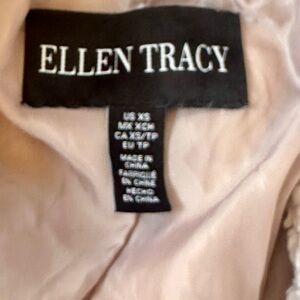 ELLEN TRACY
US XS
MX XCH
CA XS/TP
EU TP
MADE IN
CHINA
FABRIQUÉ
EN CHINE
HECHO
EN CHINA